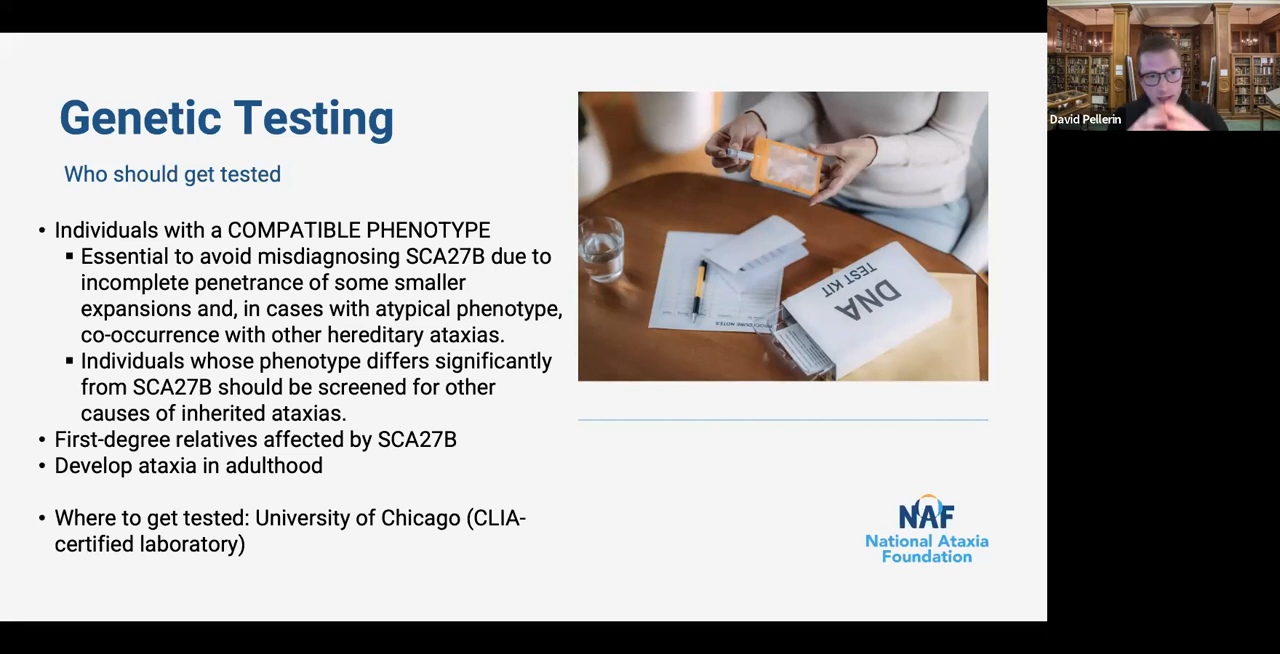 Genetic Testing
Who should get tested
• Individuals with a COMPATIBLE PHENOTYPE
▪ Essential to avoid misdiagnosing SCA27B due to
incomplete penetrance of some smaller
expansions and, in cases with atypical phenotype,
co-occurrence with other hereditary ataxias.
▪ Individuals whose phenotype differs significantly
from SCA27B should be screened for other
causes of inherited ataxias.
• First-degree relatives affected by SCA27B
• Develop ataxia in adulthood
• Where to get tested: University of Chicago (CLIA-
certified laboratory)
DNA
TEST KIT
NAF
National Ataxia
Foundation
David Pellerin